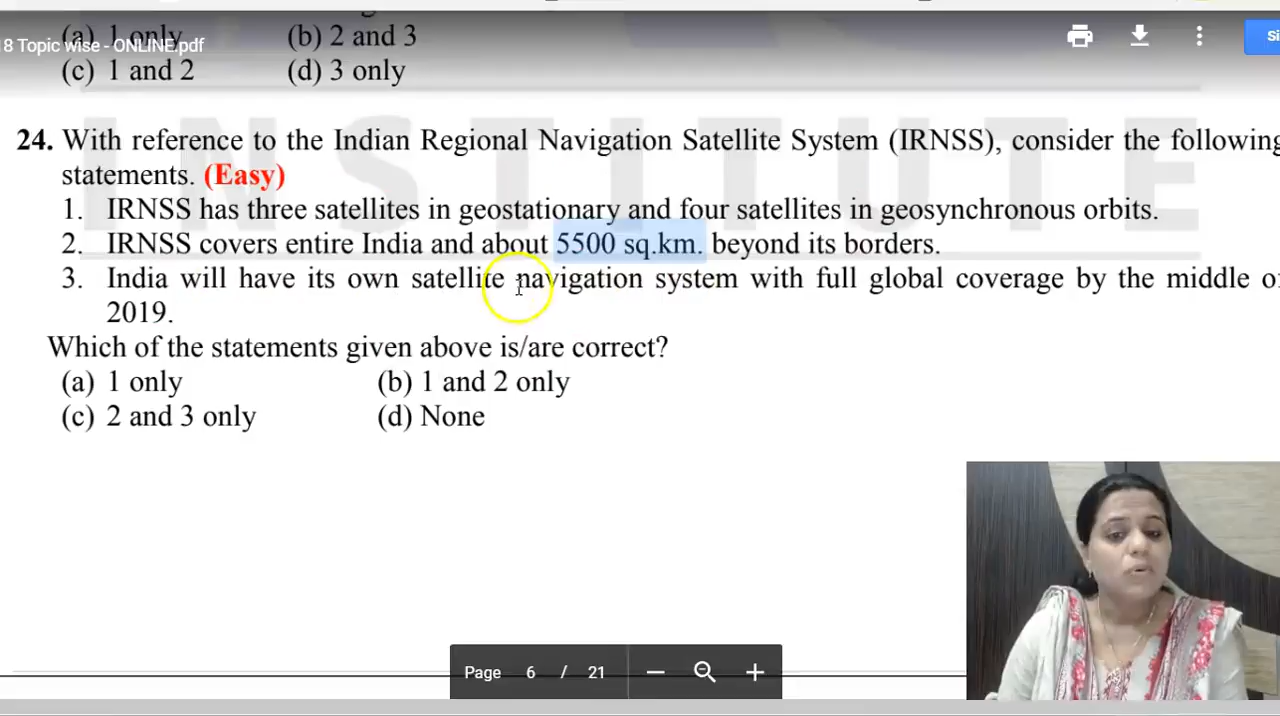 (a) 1 only (b) 2 and 3
18 Topic wise - ONLINE.pdf
(c) 1 and 2 (d) 3 only
INSTITUTE
24. With reference to the Indian Regional Navigation Satellite System (IRNSS), consider the following
statements. (Easy)
1. IRNSS has three satellites in geostationary and four satellites in geosynchronous orbits.
2. IRNSS covers entire India and about 5500 sq.km. beyond its borders.
3. India will have its own satellite navigation system with full global coverage by the middle of
2019.
Which of the statements given above is/are correct?
(a) 1 only (b) 1 and 2 only
(c) 2 and 3 only (d) None
Page 6 / 21